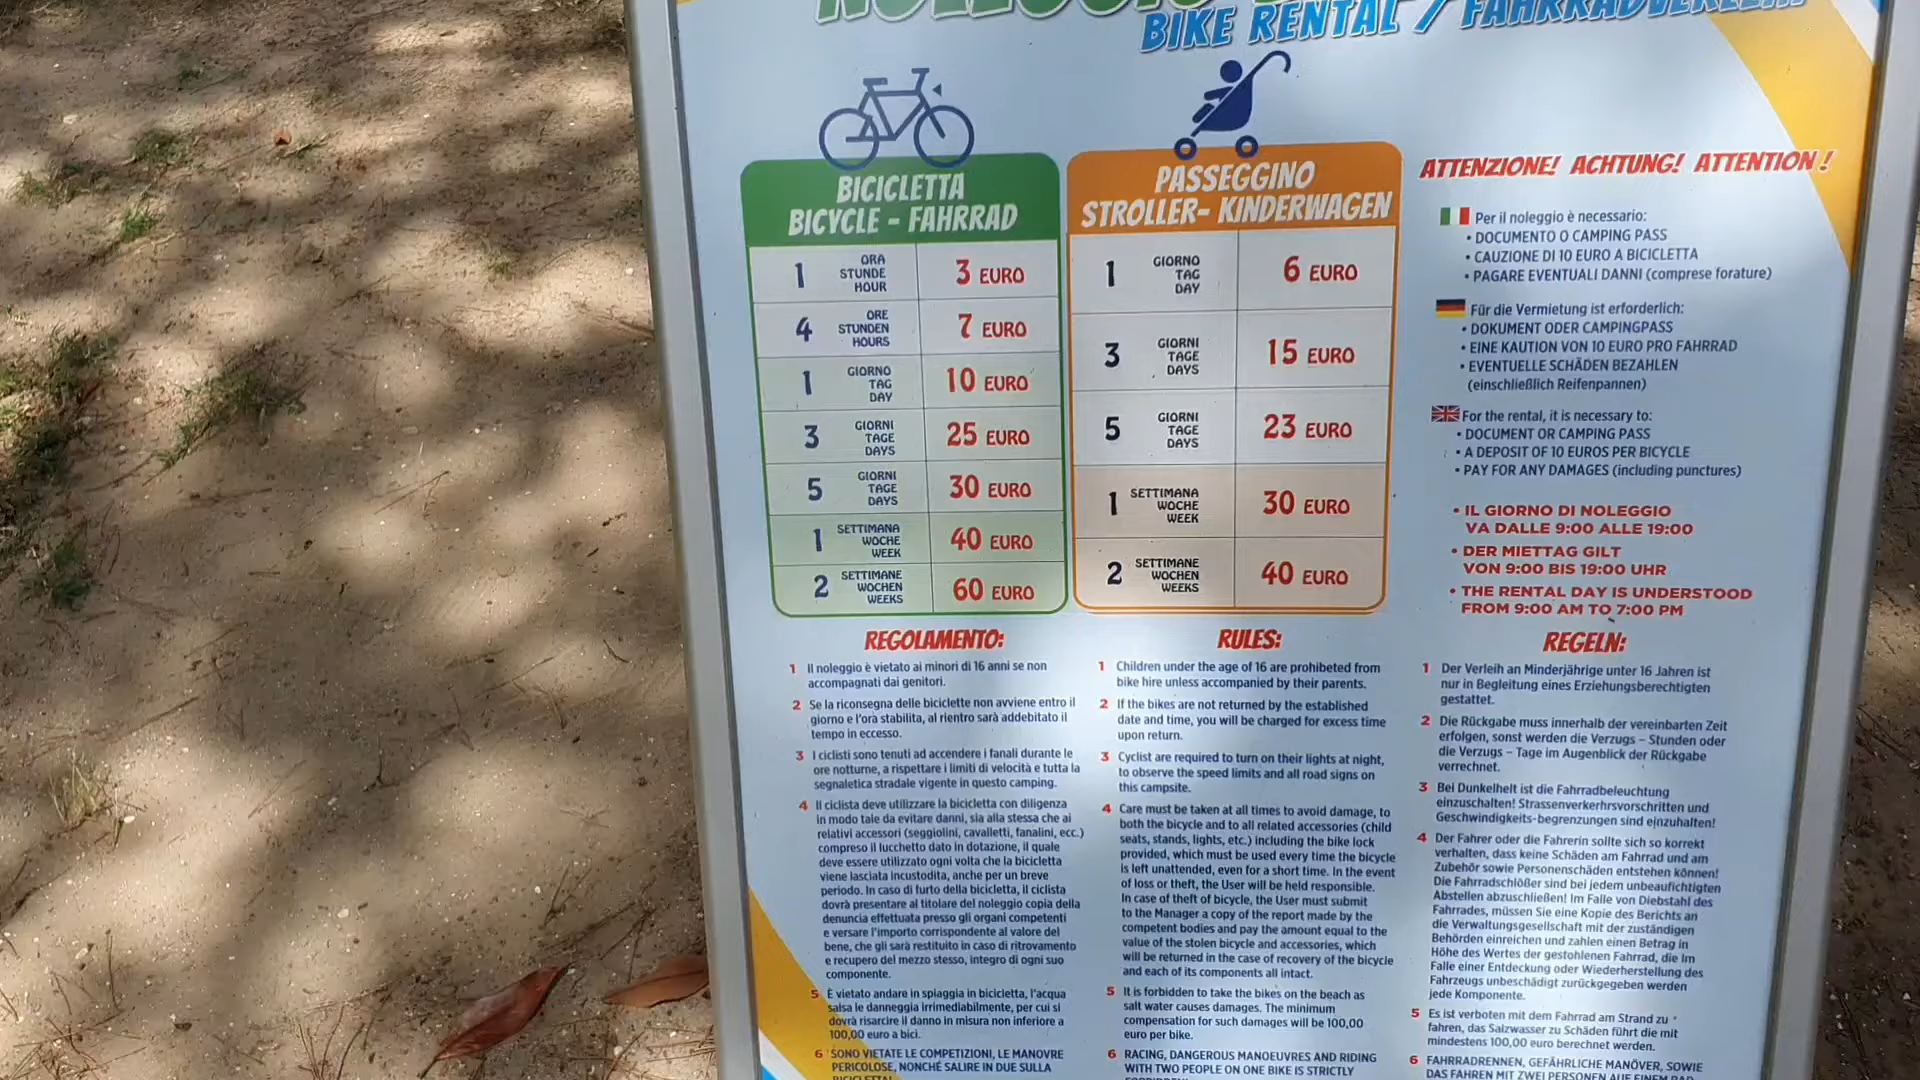 BIKE RENTAL /
BICICLETTA
BICYCLE - FAHRRAD
1 ORA STUNDE HOUR 3 EURO
4 ORE STUNDEN HOURS 7 EURO
1 GIORNO TAG DAY 10 EURO
3 GIORNI TAGE DAYS 25 EURO
5 GIORNI TAGE DAYS 30 EURO
1 SETTIMANA WOCHE WEEK 40 EURO
2 SETTIMANE WOCHEN WEEKS 60 EURO
PASSEGGINO
STROLLER- KINDERWAGEN
1 GIORNO TAG DAY 6 EURO
3 GIORNI TAGE DAYS 15 EURO
5 GIORNI TAGE DAYS 23 EURO
1 SETTIMANA WOCHE WEEK 30 EURO
2 SETTIMANE WOCHEN WEEKS 40 EURO
ATTENZIONE! ACHTUNG! ATTENTION!
Per il noleggio è necessario:
• DOCUMENTO O CAMPING PASS
• CAUZIONE DI 10 EURO A BICICLETTA
• PAGARE EVENTUALI DANNI (comprese forature)
Für die Vermietung ist erforderlich:
• DOKUMENT ODER CAMPINGPASS
• EINE KAUTION VON 10 EURO PRO FAHRRAD
• EVENTUELLE SCHÄDEN BEZAHLEN
(einschließlich Reifenpannen)
For the rental, it is necessary to:
• DOCUMENT OR CAMPING PASS
• A DEPOSIT OF 10 EUROS PER BICYCLE
• PAY FOR ANY DAMAGES (including punctures)
• IL GIORNO DI NOLEGGIO
VA DALLE 9:00 ALLE 19:00
• DER MIETTAG GILT
VON 9:00 BIS 19:00 UHR
• THE RENTAL DAY IS UNDERSTOOD
FROM 9:00 AM TO 7:00 PM
REGOLAMENTO:
1 Il noleggio è vietato ai minori di 16 anni se non
accompagnati dai genitori.
2 Se la riconsegna delle biciclette non avviene entro il
giorno e l'ora stabilita, al rientro sarà addebitato il
tempo in eccesso.
3 I ciclisti sono tenuti ad accendere i fanali durante le
ore notturne, a rispettare i limiti di velocità e tutta la
segnaletica stradale vigente in questo camping.
4 Il ciclista deve utilizzare la bicicletta con diligenza
in modo tale da evitare danni, sia alla stessa che ai
relativi accessori (seggiolini, cavalletti, fanalini, ecc.)
compreso il lucchetto dato in dotazione, il quale
deve essere utilizzato ogni volta che la bicicletta
viene lasciata incustodita, anche per un breve
periodo. In caso di furto della bicicletta, il ciclista
dovrà presentare al titolare del noleggio copia della
denuncia effettuata presso gli organi competenti
e versare l'importo corrispondente al valore del
bene, che gli sarà restituito in caso di ritrovamento
e recupero del mezzo stesso, integro di ogni suo
componente.
5 È vietato andare in spiaggia in bicicletta, l'acqua
salsa le danneggia irrimediabilmente, per cui si
dovrà risarcire il danno in misura non inferiore a
100,00 euro a bici.
6 SONO VIETATE LE COMPETIZIONI, LE MANOVRE
PERICOLOSE, NONCHÉ SALIRE IN DUE SULLA
RULES:
1 Children under the age of 16 are prohibeted from
bike hire unless accompanied by their parents.
2 If the bikes are not returned by the established
date and time, you will be charged for excess time
upon return.
3 Cyclist are required to turn on their lights at night,
to observe the speed limits and all road signs on
this campsite.
4 Care must be taken at all times to avoid damage, to
both the bicycle and to all related accessories (child
seats, stands, lights, etc.) including the bike lock
provided, which must be used every time the bicycle
is left unattended, even for a short time. In the event
of loss or theft, the User will be held responsible.
In case of theft of bicycle, the User must submit
to the Manager a copy of the report made by the
competent bodies and pay the amount equal to the
value of the stolen bicycle and accessories, which
will be returned in the case of recovery of the bicycle
and each of its components all intact.
5 It is forbidden to take the bikes on the beach as
salt water causes damages. The minimum
compensation for such damages will be 100,00
euro per bike.
6 RACING, DANGEROUS MANOEUVRES AND RIDING
WITH TWO PEOPLE ON ONE BIKE IS STRICTLY
REGELN:
1 Der Verleih an Minderjährige unter 16 Jahren ist
nur in Begleitung eines Erziehungsberechtigten
gestattet.
2 Die Rückgabe muss innerhalb der vereinbarten Zeit
erfolgen, sonst werden die Verzugs – Stunden oder
die Verzugs – Tage im Augenblick der Rückgabe
verrechnet.
3 Bei Dunkelheit ist die Fahrradbeleuchtung
einzuschalten! Strassenverkerhrsvorschritten und
Geschwindigkeits-begrenzungen sind einzuhalten!
4 Der Fahrer oder die Fahrerin sollte sich so korrekt
verhalten, dass keine Schäden am Fahrrad und am
Zubehör sowie Personenschäden entstehen können!
Die Fahrradschlößer sind bei jedem unbeaufichtigten
Abstellen abzuschließen! Im Falle von Diebstahl des
Fahrrades, müssen Sie eine Kopie des Berichts an
die Verwaltungsgesellschaft mit der zuständigen
Behörden einreichen und zahlen einen Betrag in
Höhe des Wertes der gestohlenen Fahrrad, die Im
Falle einer Entdeckung oder Wiederherstellung des
Fahrzeugs unbeschädigt zurückgegeben werden
jede Komponente.
5 Es ist verboten mit dem Fahrrad am Strand zu
fahren, das Salzwasser zu Schäden führt die mit
mindestens 100,00 euro berechnet werden.
6 FAHRRADRENNEN, GEFÄHRLICHE MANÖVER, SOWIE
DAS FAHREN MIT ZWEI PERSONEN AUF EINEM